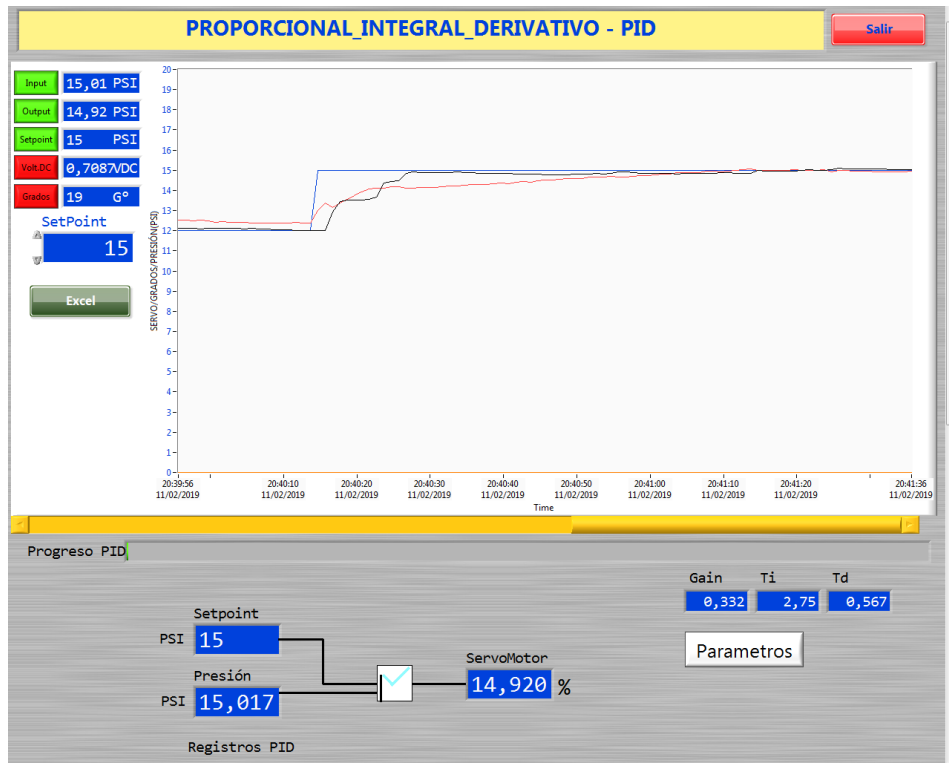 PROPORCIONAL_INTEGRAL_DERIVATIVO - PID
Salir
Input 15,01 PSI
Output 14,92 PSI
Setpoint 15 PSI
Volt.DC 0,7087VDC
Grados 19 G°
SetPoint
15
Excel
SERVO/GRADOS/PRESIÓN(PSI)
20
19
18
17
16
15
14
13
12
11
10
9
8
7
6
5
4
3
2
1
0
20:39:56 20:40:10 20:40:20 20:40:30 20:40:40 20:40:50 20:41:00 20:41:10 20:41:20 20:41:36
11/02/2019 11/02/2019 11/02/2019 11/02/2019 11/02/2019 11/02/2019 11/02/2019 11/02/2019 11/02/2019 11/02/2019
Time
Progreso PID
Gain Ti Td
0,332 2,75 0,567
Parametros
Setpoint
PSI 15
Presión
PSI 15,017
ServoMotor
14,920 %
Registros PID